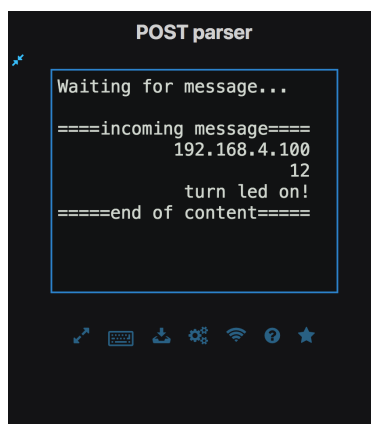 POST parser
Waiting for message...
====incoming message====
192.168.4.100
12
turn led on!
=====end of content=====